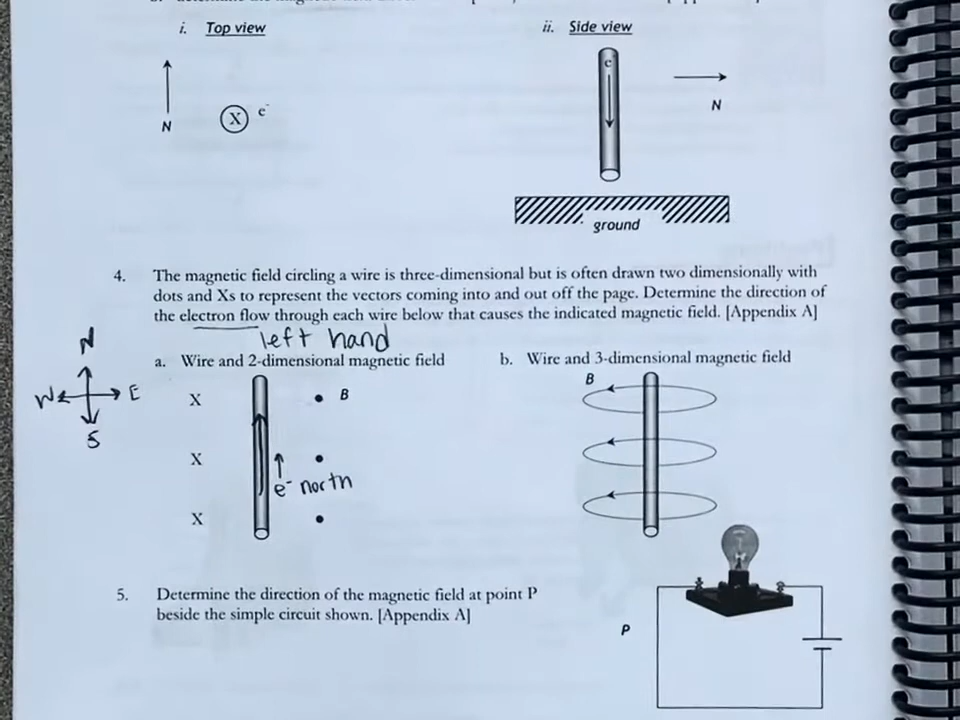 i. Top view
ii. Side view
N
X e-
e-
N
ground
4. The magnetic field circling a wire is three-dimensional but is often drawn two dimensionally with
dots and Xs to represent the vectors coming into and out off the page. Determine the direction of
the electron flow through each wire below that causes the indicated magnetic field. [Appendix A]
left hand
a. Wire and 2-dimensional magnetic field
b. Wire and 3-dimensional magnetic field
N
W E
S
X B
X
e- north
X
B
5. Determine the direction of the magnetic field at point P
beside the simple circuit shown. [Appendix A]
P